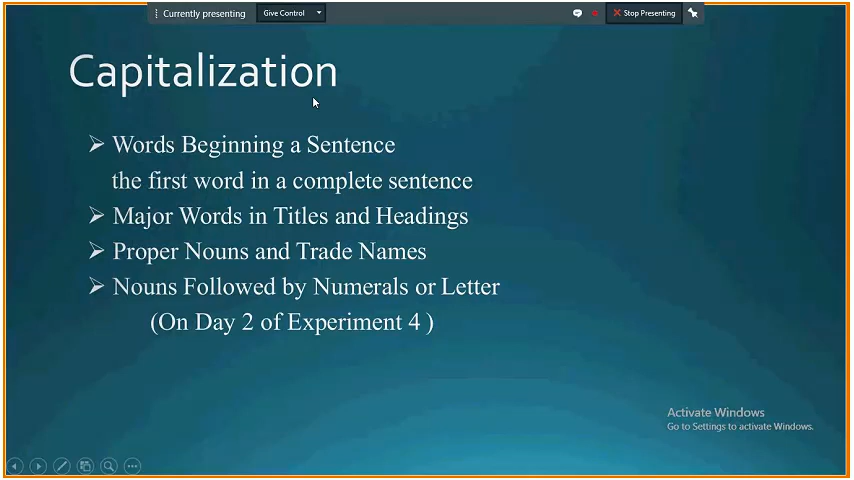 Currently presenting
Give Control
Stop Presenting
Capitalization
Words Beginning a Sentence
the first word in a complete sentence
Major Words in Titles and Headings
Proper Nouns and Trade Names
Nouns Followed by Numerals or Letter
(On Day 2 of Experiment 4 )
Activate Windows
Go to Settings to activate Windows.